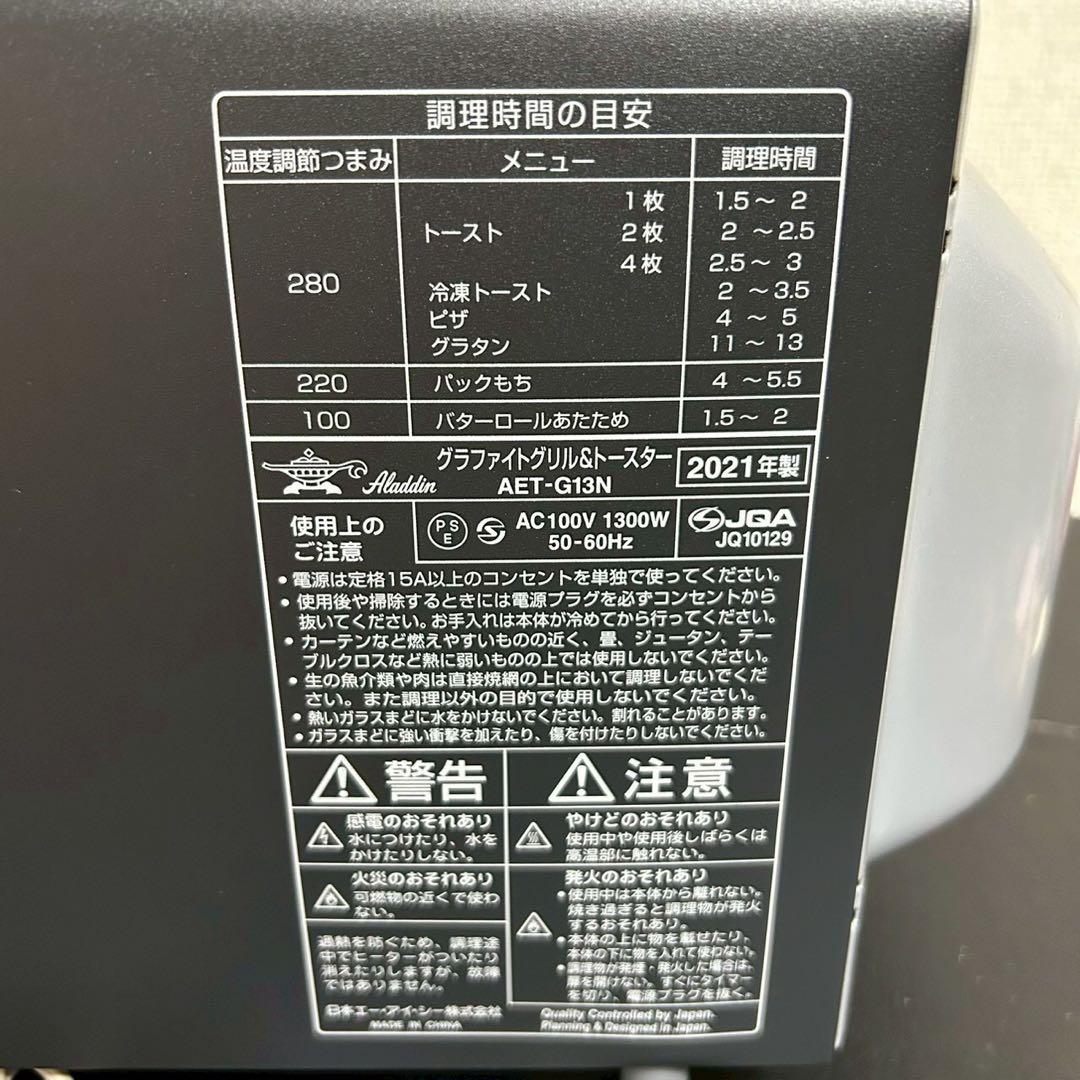 調理時間の目安
温度調節つまみ メニュー 調理時間
280 トースト 1枚 1.5～ 2
2枚 2 ～2.5
4枚 2.5～ 3
冷凍トースト 2 ～3.5
ピザ 4 ～ 5
グラタン 11～ 13
220 パックもち 4 ～5.5
100 バターロールあたため 1.5～ 2
Aladdin グラファイトグリル&トースター
AET-G13N
2021年製
使用上の
ご注意
PSE AC100V 1300W
50-60Hz
JQA
JQ10129
・電源は定格15A以上のコンセントを単独で使ってください。
・使用後や掃除するときには電源プラグを必ずコンセントから
抜いてください。お手入れは本体が冷めてから行ってください。
・カーテンなど燃えやすいものの近く、畳、ジュータン、テー
ブルクロスなど熱に弱いものの上では使用しないでください。
・生の魚介類や肉は直接焼網の上において調理しないでくだ
さい。また調理以外の目的で使用しないでください。
・熱いガラスまどに水をかけないでください。割れることがあります。
・ガラスまどに強い衝撃を加えたり、傷を付けたりしないでください。
警告
感電のおそれあり
水につけたり、水を
かけたりしない。
火災のおそれあり
可燃物の近くで使わ
ない。
過熱を防ぐため、調理途
中でヒーターがついたり
消えたりしますが、故障
ではありません。
日本エー・アイ・シー株式会社
MADE IN CHINA
注意
やけどのおそれあり
使用中や使用後しばらくは
高温部に触れない。
発火のおそれあり
・使用中は本体から離れない。
焼き過ぎると調理物が発火
するおそれあり。
・本体の上に物を載せたり、
本体の下に物を入れて使わない。
・調理物が発煙・発火した場合は、
扉を開けない。すぐにタイマー
を切り、電源プラグを抜く。
Quality Controlled by Japan.
Planning & Designed in Japan.